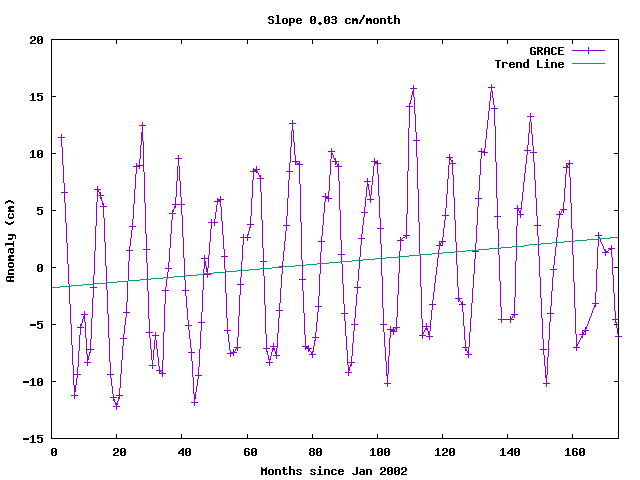 Slope 0.03 cm/month
20
GRACE
Trend Line
15
10
5
0
-5
-10
-15
Anomaly (cm)
0 20 40 60 80 100 120 140 160
Months since Jan 2002